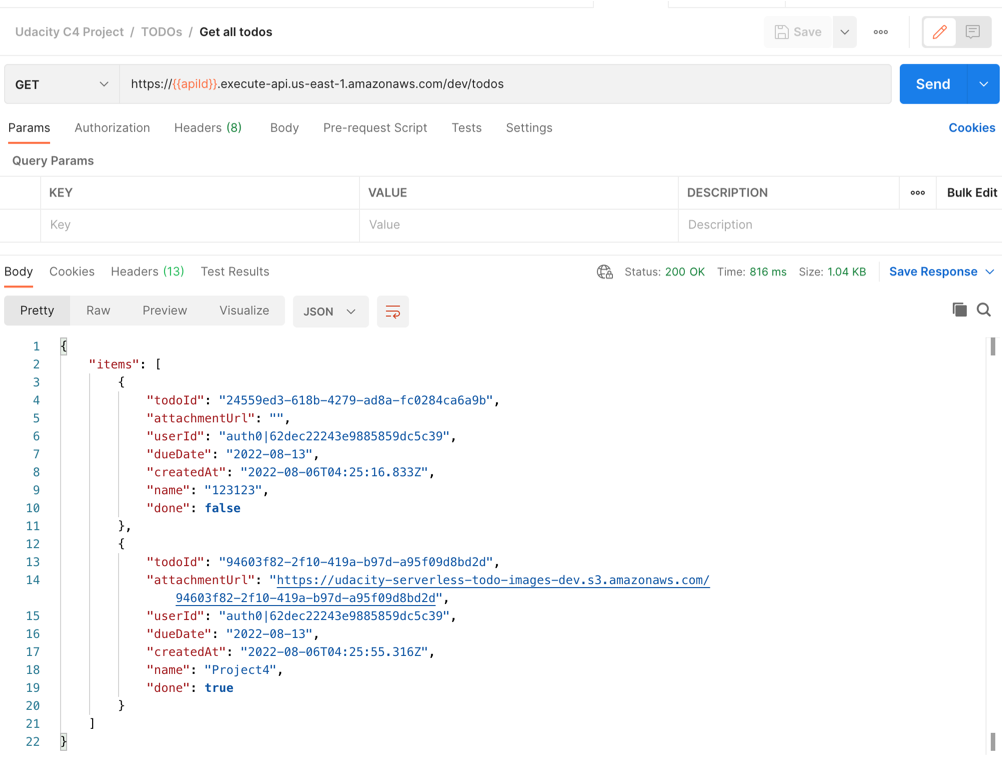 Udacity C4 Project / TODOs / Get all todos
Save
GET
https://{{apiId}}.execute-api.us-east-1.amazonaws.com/dev/todos
Send
Params Authorization Headers (8) Body Pre-request Script Tests Settings Cookies
Query Params
KEY VALUE DESCRIPTION Bulk Edit
Key Value Description
Body Cookies Headers (13) Test Results Status: 200 OK Time: 816 ms Size: 1.04 KB Save Response
Pretty Raw Preview Visualize JSON
1 {
2 "items": [
3 {
4 "todoId": "24559ed3-618b-4279-ad8a-fc0284ca6a9b",
5 "attachmentUrl": "",
6 "userId": "auth0|62dec22243e9885859dc5c39",
7 "dueDate": "2022-08-13",
8 "createdAt": "2022-08-06T04:25:16.833Z",
9 "name": "123123",
10 "done": false
11 },
12 {
13 "todoId": "94603f82-2f10-419a-b97d-a95f09d8bd2d",
14 "attachmentUrl": "https://udacity-serverless-todo-images-dev.s3.amazonaws.com/
94603f82-2f10-419a-b97d-a95f09d8bd2d",
15 "userId": "auth0|62dec22243e9885859dc5c39",
16 "dueDate": "2022-08-13",
17 "createdAt": "2022-08-06T04:25:55.316Z",
18 "name": "Project4",
19 "done": true
20 }
21 ]
22 }